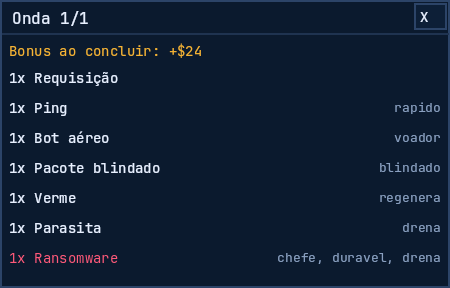 Onda 1/1 X
Bonus ao concluir: +$24
1x Requisição
1x Ping rapido
1x Bot aéreo voador
1x Pacote blindado blindado
1x Verme regenera
1x Parasita drena
1x Ransomware chefe, duravel, drena